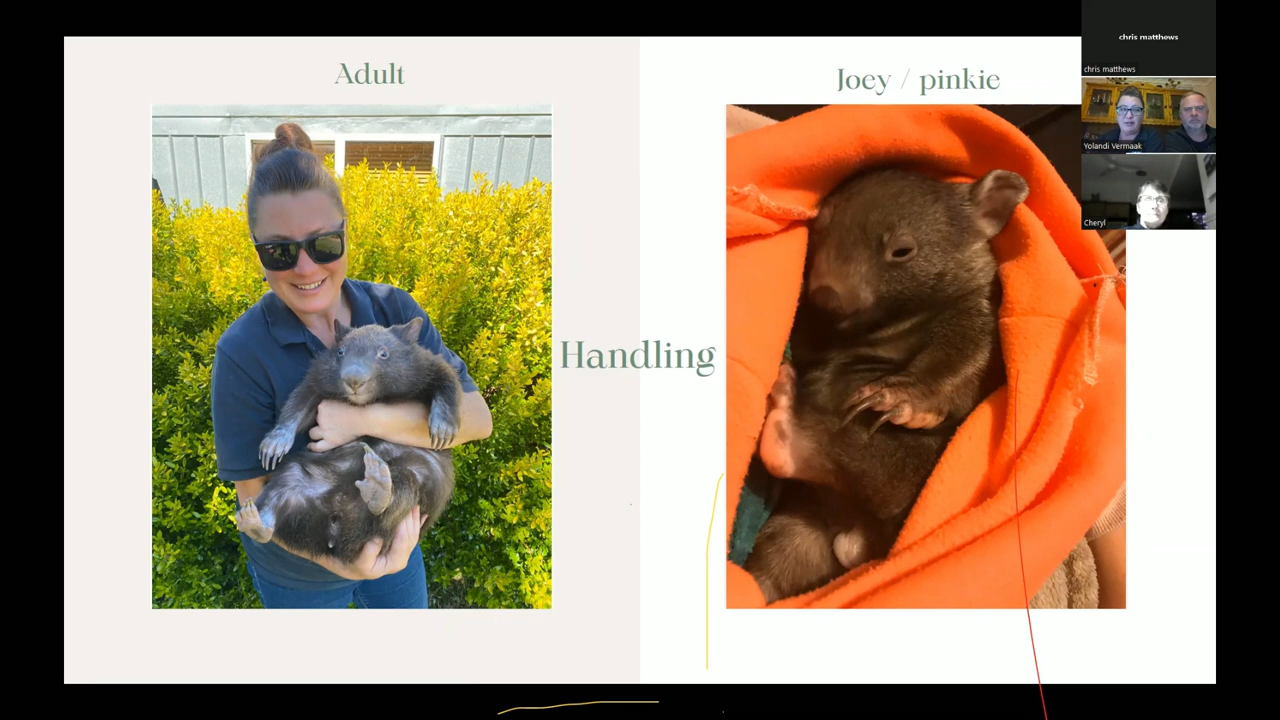 Adult
Joey / pinkie
Handling
chris matthews
chris matthews
Yolandi Vermaak
Cheryl